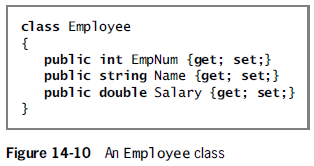 class Employee
{
public int EmpNum {get; set;}
public string Name {get; set;}
public double Salary {get; set;}
}
Figure 14-10 An Employee class